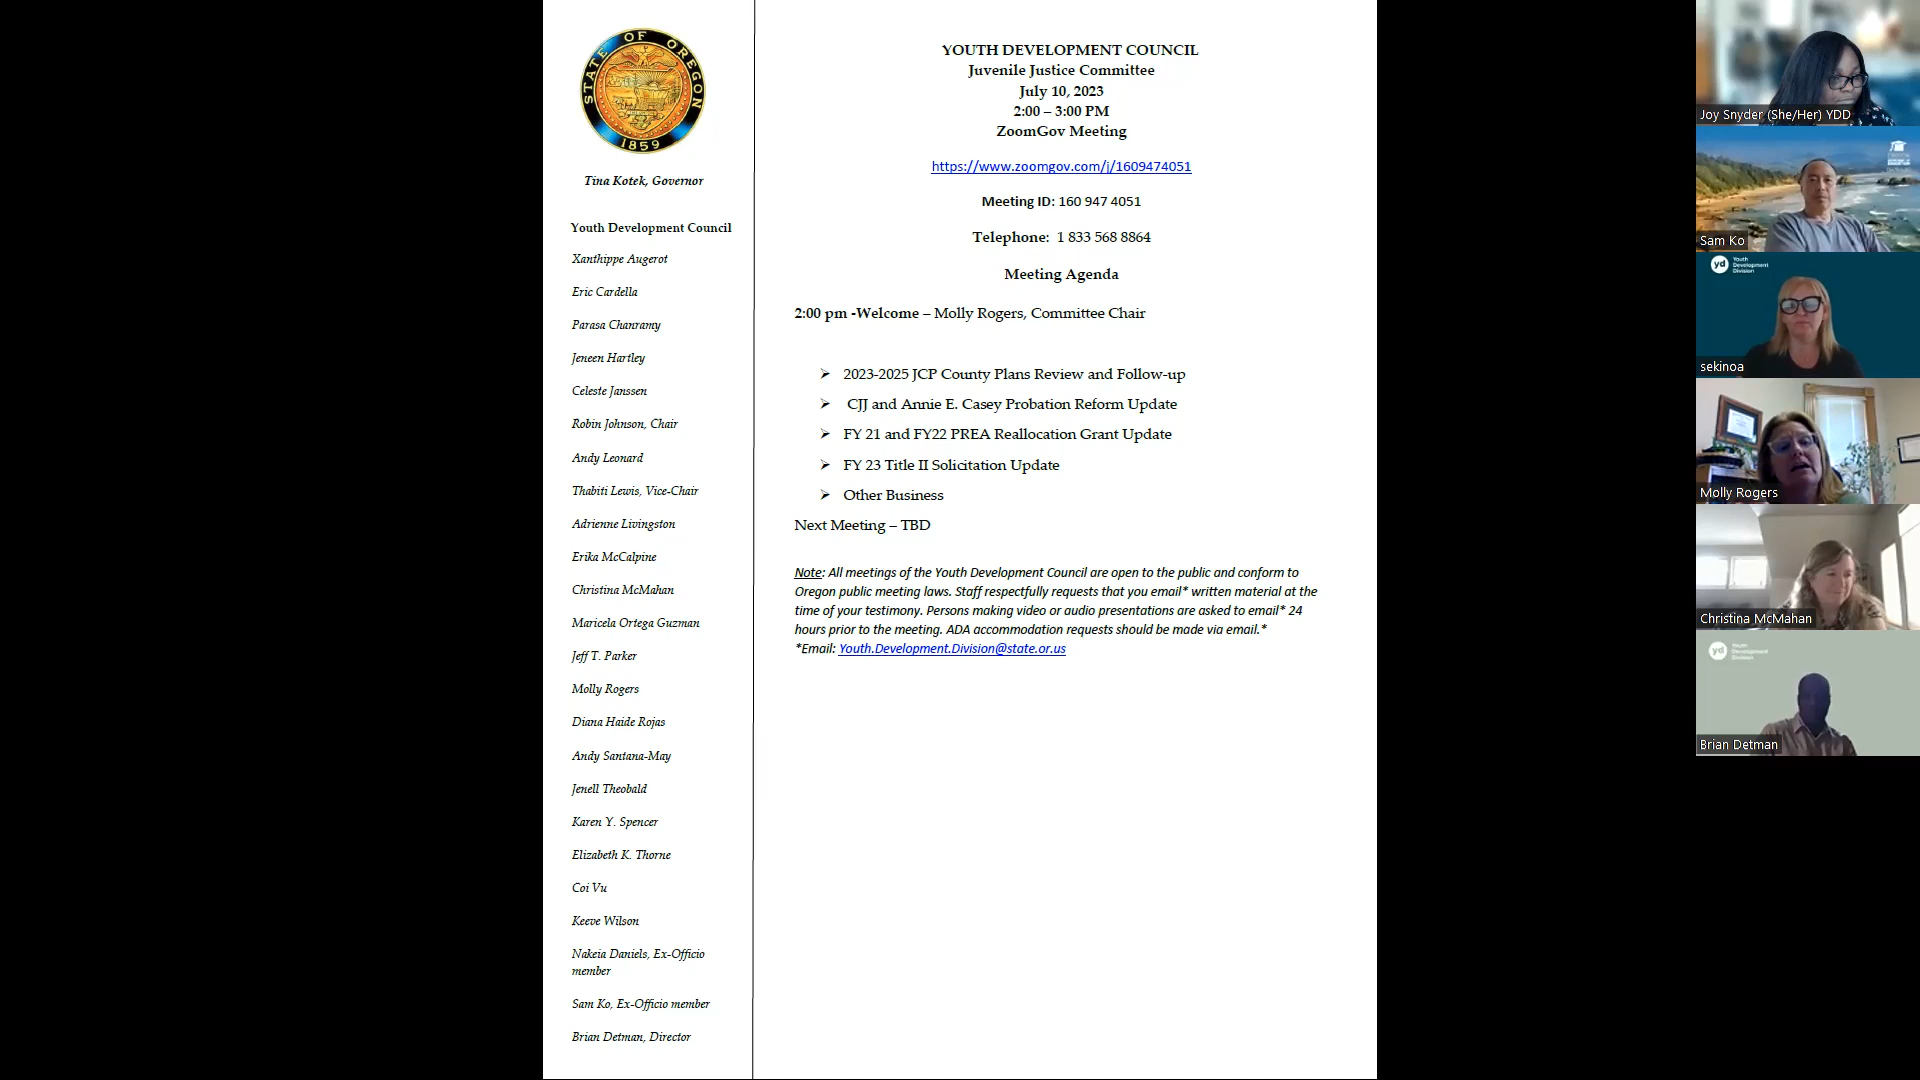 STATE OF OREGON
1859
Tina Kotek, Governor
Youth Development Council
Xanthippe Augerot
Eric Cardella
Parasa Chanramy
Jeneen Hartley
Celeste Janssen
Robin Johnson, Chair
Andy Leonard
Thabiti Lewis, Vice-Chair
Adrienne Livingston
Erika McCalpine
Christina McMahan
Maricela Ortega Guzman
Jeff T. Parker
Molly Rogers
Diana Haide Rojas
Andy Santana-May
Jenell Theobald
Karen Y. Spencer
Elizabeth K. Thorne
Coi Vu
Keeve Wilson
Nakeia Daniels, Ex-Officio
member
Sam Ko, Ex-Officio member
Brian Detman, Director
YOUTH DEVELOPMENT COUNCIL
Juvenile Justice Committee
July 10, 2023
2:00 – 3:00 PM
ZoomGov Meeting
https://www.zoomgov.com/j/1609474051
Meeting ID: 160 947 4051
Telephone: 1 833 568 8864
Meeting Agenda
2:00 pm -Welcome – Molly Rogers, Committee Chair
➢ 2023-2025 JCP County Plans Review and Follow-up
➢ CJJ and Annie E. Casey Probation Reform Update
➢ FY 21 and FY22 PREA Reallocation Grant Update
➢ FY 23 Title II Solicitation Update
➢ Other Business
Next Meeting – TBD
Note: All meetings of the Youth Development Council are open to the public and conform to
Oregon public meeting laws. Staff respectfully requests that you email* written material at the
time of your testimony. Persons making video or audio presentations are asked to email* 24
hours prior to the meeting. ADA accommodation requests should be made via email.*
*Email: Youth.Development.Division@state.or.us
Joy Snyder (She/Her) YDD
Sam Ko
yd Youth
Development
Division
sekinoa
Molly Rogers
Christina McMahan
yd Youth
Development
Division
Brian Detman